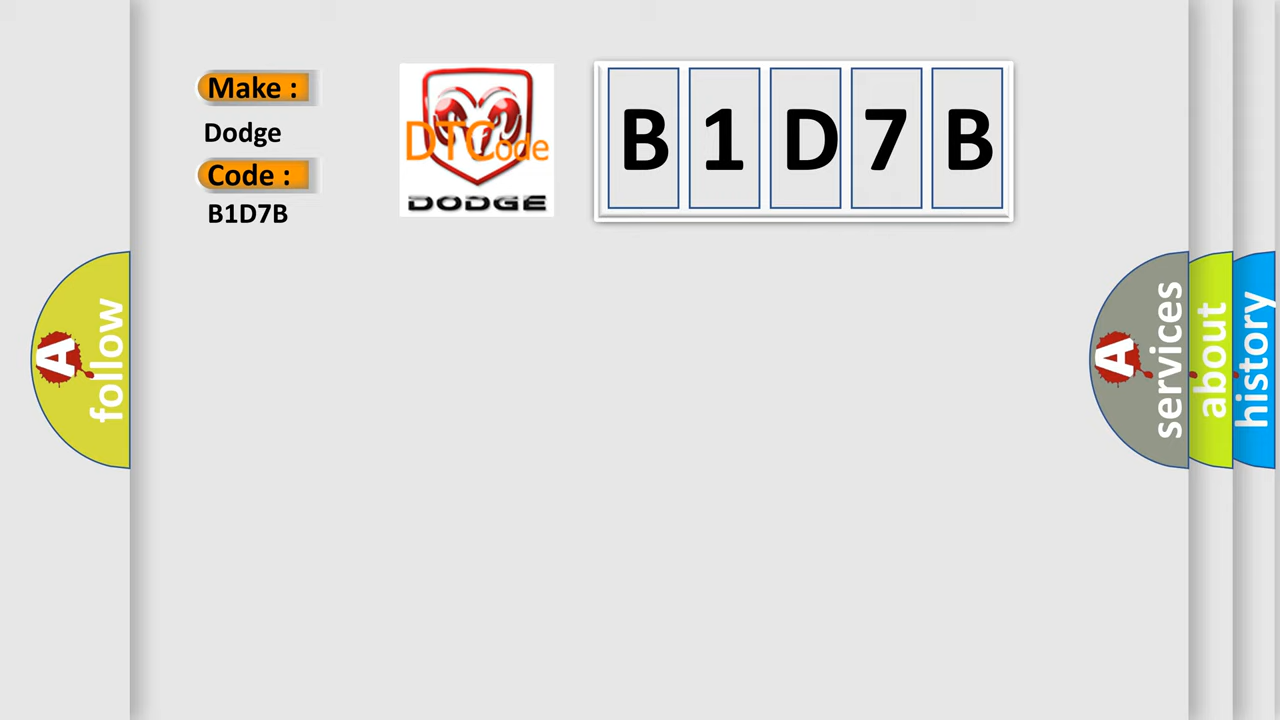 Make :
Dodge
Code :
B1D7B
DTCode
DODGE
B 1 D 7 B
A follow
A services
about
history